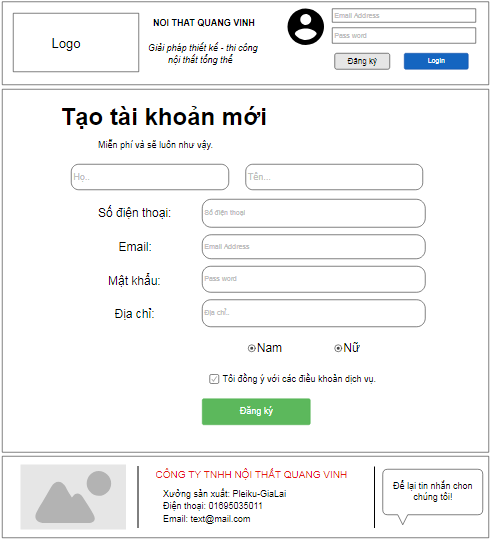 Logo
NOI THAT QUANG VINH
Giải pháp thiết kế - thi công
nội thất tổng thể
Email Address
Pass word
Đăng ký
Login
Tạo tài khoản mới
Miễn phí và sẽ luôn như vậy.
Họ..
Tên...
Số điện thoại:
Số điện thoại
Email:
Email Address
Mật khẩu:
Pass word
Địa chỉ:
Địa chỉ..
Nam
Nữ
Tôi đồng ý với các điều khoản dịch vụ.
Đăng ký
CÔNG TY TNHH NỘI THẤT QUANG VINH
Xưởng sản xuất: Pleiku-GiaLai
Điện thoại: 01695035011
Email: text@mail.com
Để lại tin nhắn chon
chúng tôi!